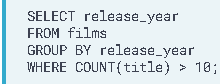 SELECT release_year
FROM films
GROUP BY release_year
WHERE COUNT(title) > 10;